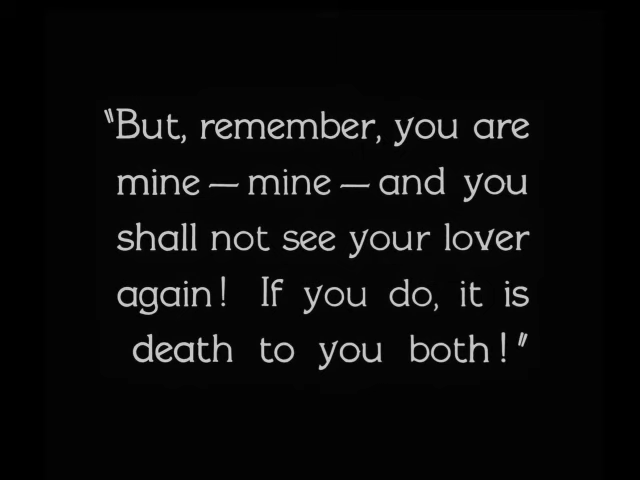 "But, remember, you are
mine — mine — and you
shall not see your lover
again! If you do, it is
death to you both!"